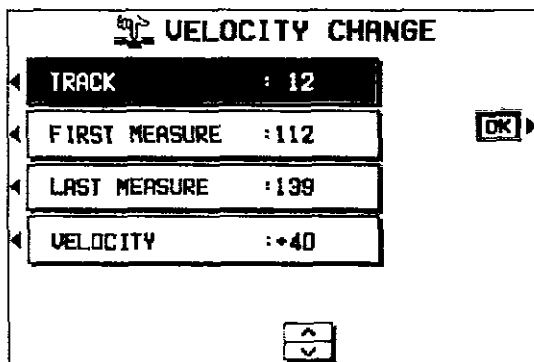 VELOCITY CHANGE
TRACK : 12
FIRST MEASURE :112
OK
LAST MEASURE :139
VELOCITY :+40